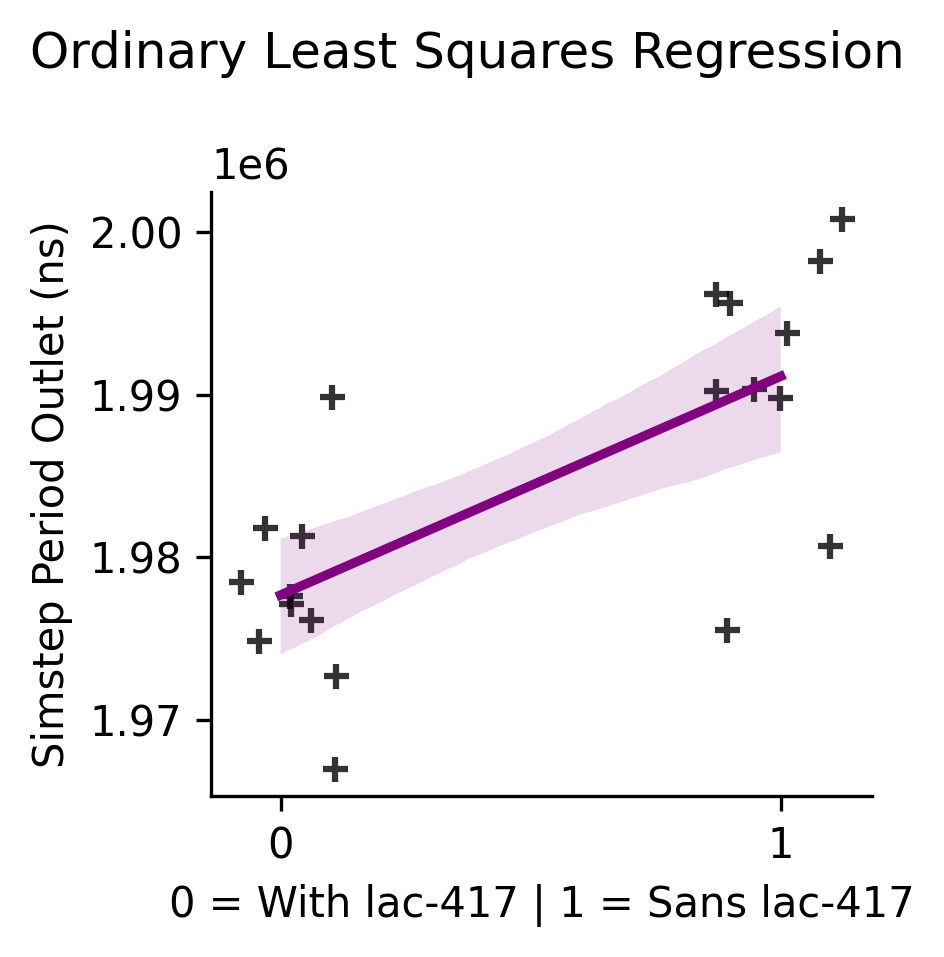 Ordinary Least Squares Regression
1e6
Simstep Period Outlet (ns)
2.00
1.99
1.98
1.97
0 1
0 = With lac-417 | 1 = Sans lac-417